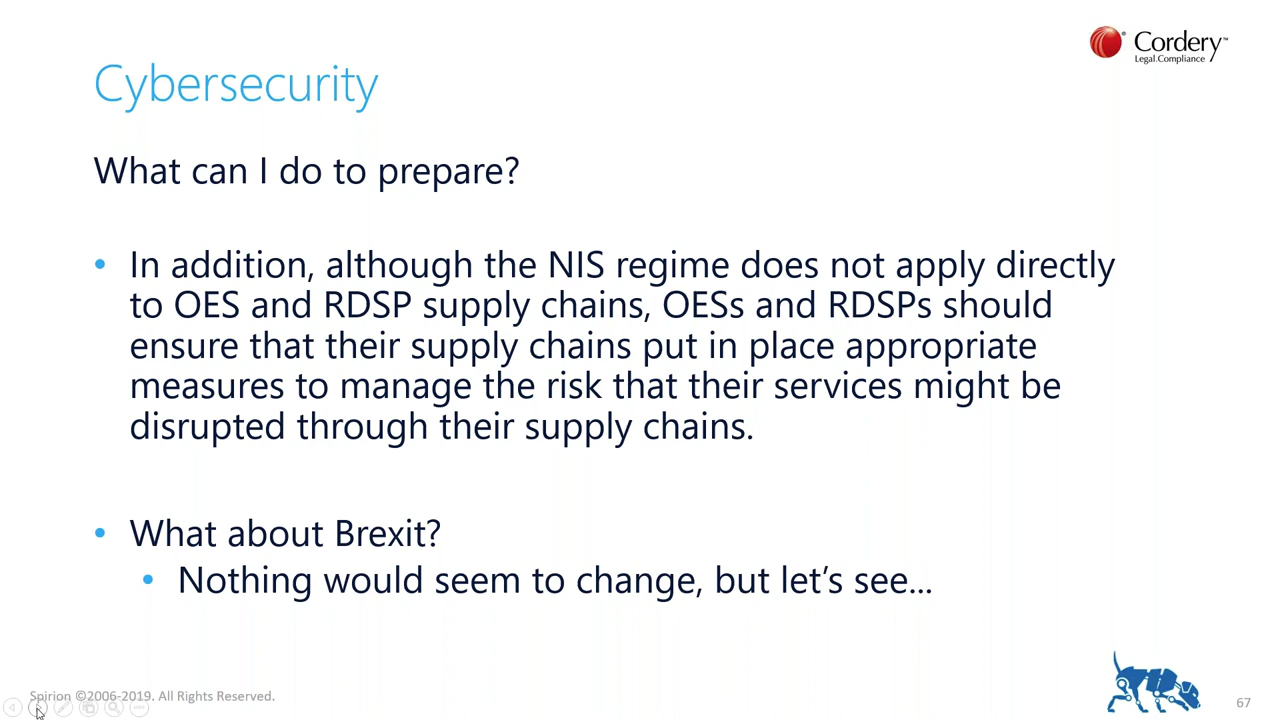 Cordery™
Legal.Compliance
Cybersecurity
What can I do to prepare?
• In addition, although the NIS regime does not apply directly
to OES and RDSP supply chains, OESs and RDSPs should
ensure that their supply chains put in place appropriate
measures to manage the risk that their services might be
disrupted through their supply chains.
• What about Brexit?
• Nothing would seem to change, but let's see...
Spirion ©2006-2019. All Rights Reserved.
67